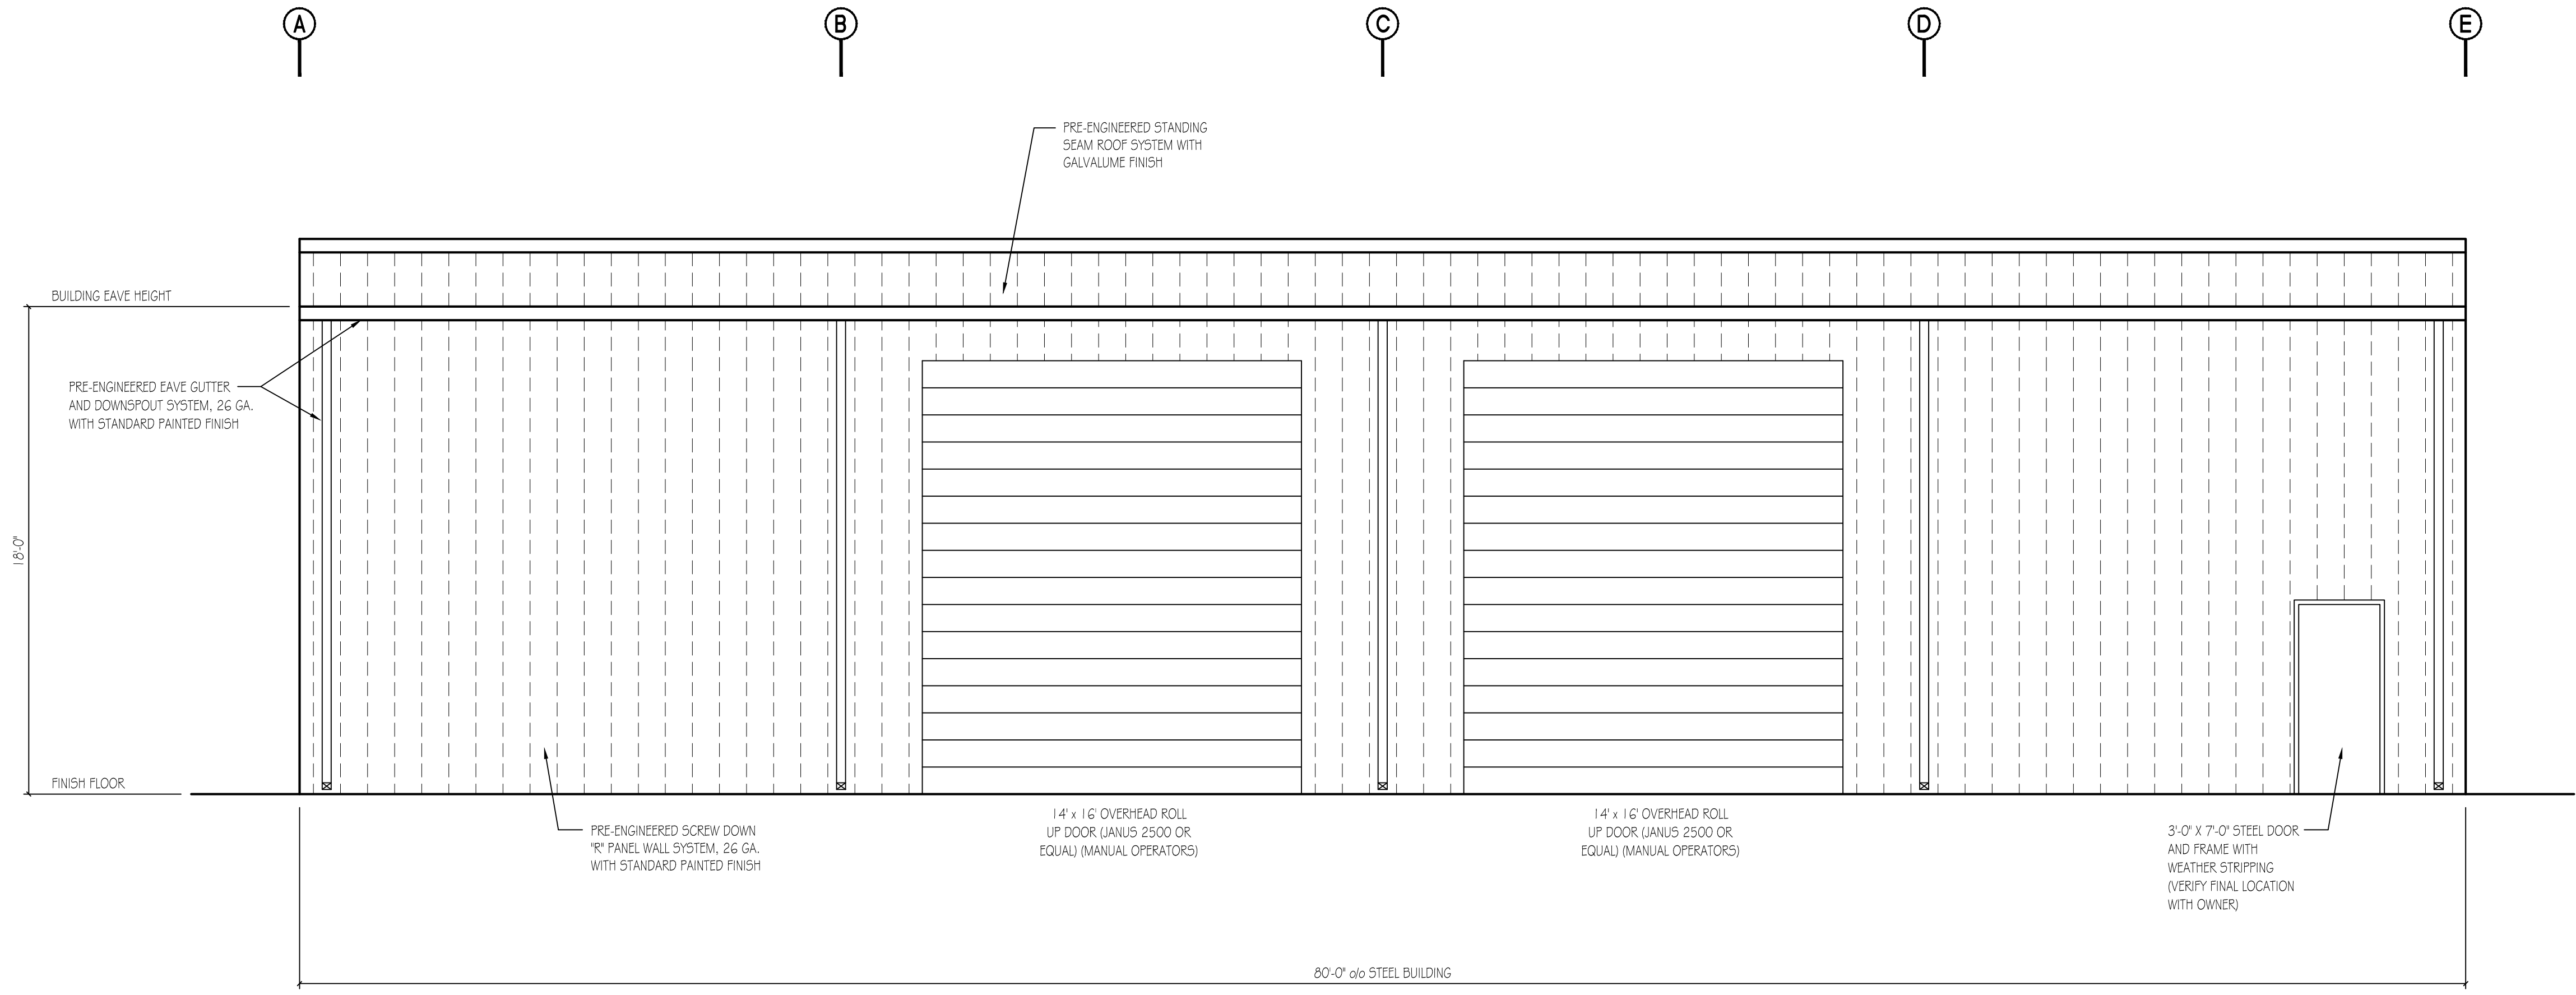 A
B
C
D
E
PRE-ENGINEERED STANDING
SEAM ROOF SYSTEM WITH
GALVALUME FINISH
BUILDING EAVE HEIGHT
PRE-ENGINEERED EAVE GUTTER
AND DOWNSPOUT SYSTEM, 26 GA.
WITH STANDARD PAINTED FINISH
18'-0"
FINISH FLOOR
PRE-ENGINEERED SCREW DOWN
"R" PANEL WALL SYSTEM, 26 GA.
WITH STANDARD PAINTED FINISH
14' x 16' OVERHEAD ROLL
UP DOOR (JANUS 2500 OR
EQUAL) (MANUAL OPERATORS)
14' x 16' OVERHEAD ROLL
UP DOOR (JANUS 2500 OR
EQUAL) (MANUAL OPERATORS)
3'-0" X 7'-0" STEEL DOOR
AND FRAME WITH
WEATHER STRIPPING
(VERIFY FINAL LOCATION
WITH OWNER)
80'-0" o/o STEEL BUILDING